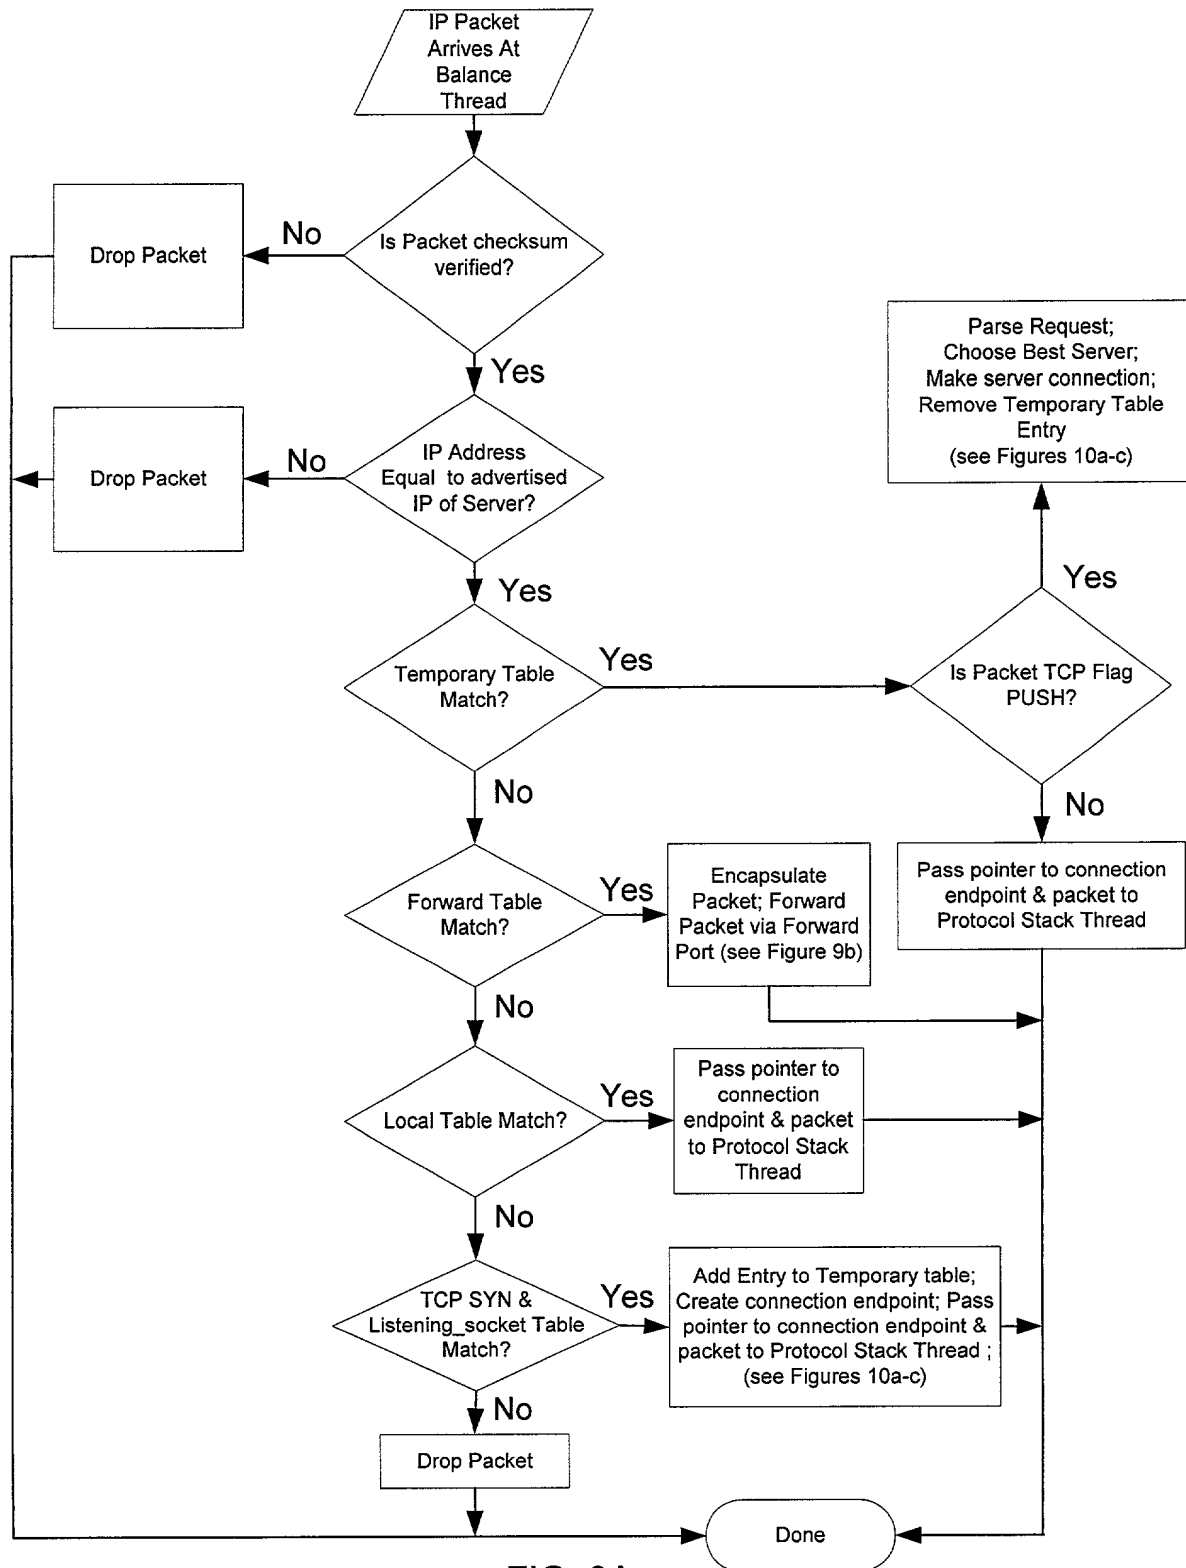 IP Packet
Arrives At
Balance
Thread
Is Packet checksum
verified?
No
Drop Packet
Yes
IP Address
Equal to advertised
IP of Server?
No
Drop Packet
Yes
Temporary Table
Match?
Yes
Is Packet TCP Flag
PUSH?
Yes
Parse Request;
Choose Best Server;
Make server connection;
Remove Temporary Table
Entry
(see Figures 10a-c)
No
Pass pointer to connection
endpoint & packet to
Protocol Stack Thread
No
Forward Table
Match?
Yes
Encapsulate
Packet; Forward
Packet via Forward
Port (see Figure 9b)
No
Local Table Match?
Yes
Pass pointer to
connection
endpoint & packet
to Protocol Stack
Thread
No
TCP SYN &
Listening_socket Table
Match?
Yes
Add Entry to Temporary table;
Create connection endpoint; Pass
pointer to connection endpoint &
packet to Protocol Stack Thread ;
(see Figures 10a-c)
No
Drop Packet
Done